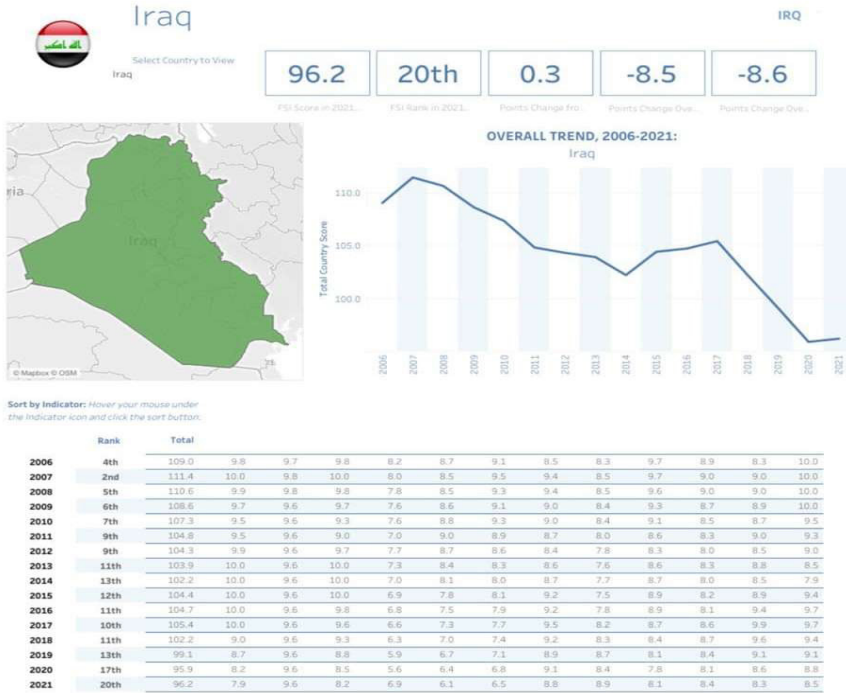 Iraq
IRQ
Select Country to View
Iraq
96.2
20th
0.3
-8.5
-8.6
FSI Score in 2021...
FSI Rank in 2021...
Points Change fro...
Points Change Ove...
Points Change Ove...
OVERALL TREND, 2006-2021:
Iraq
ria
Iraq
© Mapbox © OSM
Total Country Score
110.0
105.0
100.0
2006 2007 2008 2009 2010 2011 2012 2013 2014 2015 2016 2017 2018 2019 2020 2021
Sort by Indicator: Hover your mouse under
the Indicator icon and click the sort button.
Rank Total
2006 4th 109.0 9.8 9.7 9.8 8.2 8.7 9.1 8.5 8.3 9.7 8.9 8.3 10.0
2007 2nd 111.4 10.0 9.8 10.0 8.0 8.5 9.5 9.4 8.5 9.7 9.0 9.0 10.0
2008 5th 110.6 9.9 9.8 9.8 7.8 8.5 9.3 9.4 8.5 9.6 9.0 9.0 10.0
2009 6th 108.6 9.7 9.6 9.7 7.6 8.6 9.1 9.0 8.4 9.3 8.7 8.9 10.0
2010 7th 107.3 9.5 9.6 9.3 7.6 8.8 9.3 9.0 8.4 9.1 8.5 8.7 9.5
2011 9th 104.8 9.5 9.6 9.0 7.0 9.0 8.9 8.7 8.0 8.6 8.3 9.0 9.3
2012 9th 104.3 9.9 9.6 9.7 7.7 8.7 8.6 8.4 7.8 8.3 8.0 8.5 9.0
2013 11th 103.9 10.0 9.6 10.0 7.3 8.4 8.3 8.6 7.6 8.6 8.3 8.8 8.5
2014 13th 102.2 10.0 9.6 10.0 7.0 8.1 8.0 8.7 7.7 8.7 8.0 8.5 7.9
2015 12th 104.4 10.0 9.6 10.0 6.9 7.8 8.1 9.2 7.5 8.9 8.2 8.9 9.4
2016 11th 104.7 10.0 9.6 9.8 6.8 7.5 7.9 9.2 7.8 8.9 8.1 9.4 9.7
2017 10th 105.4 10.0 9.6 9.6 6.6 7.3 7.7 9.5 8.2 8.7 8.6 9.9 9.7
2018 11th 102.2 9.0 9.6 9.3 6.3 7.0 7.4 9.2 8.3 8.4 8.7 9.6 9.4
2019 13th 99.1 8.7 9.6 8.8 5.9 6.7 7.1 8.9 8.7 8.1 8.4 9.1 9.1
2020 17th 95.9 8.2 9.6 8.5 5.6 6.4 6.8 9.1 8.4 7.8 8.1 8.6 8.8
2021 20th 96.2 7.9 9.6 8.2 6.9 6.1 6.5 8.8 8.9 8.1 8.4 8.3 8.5